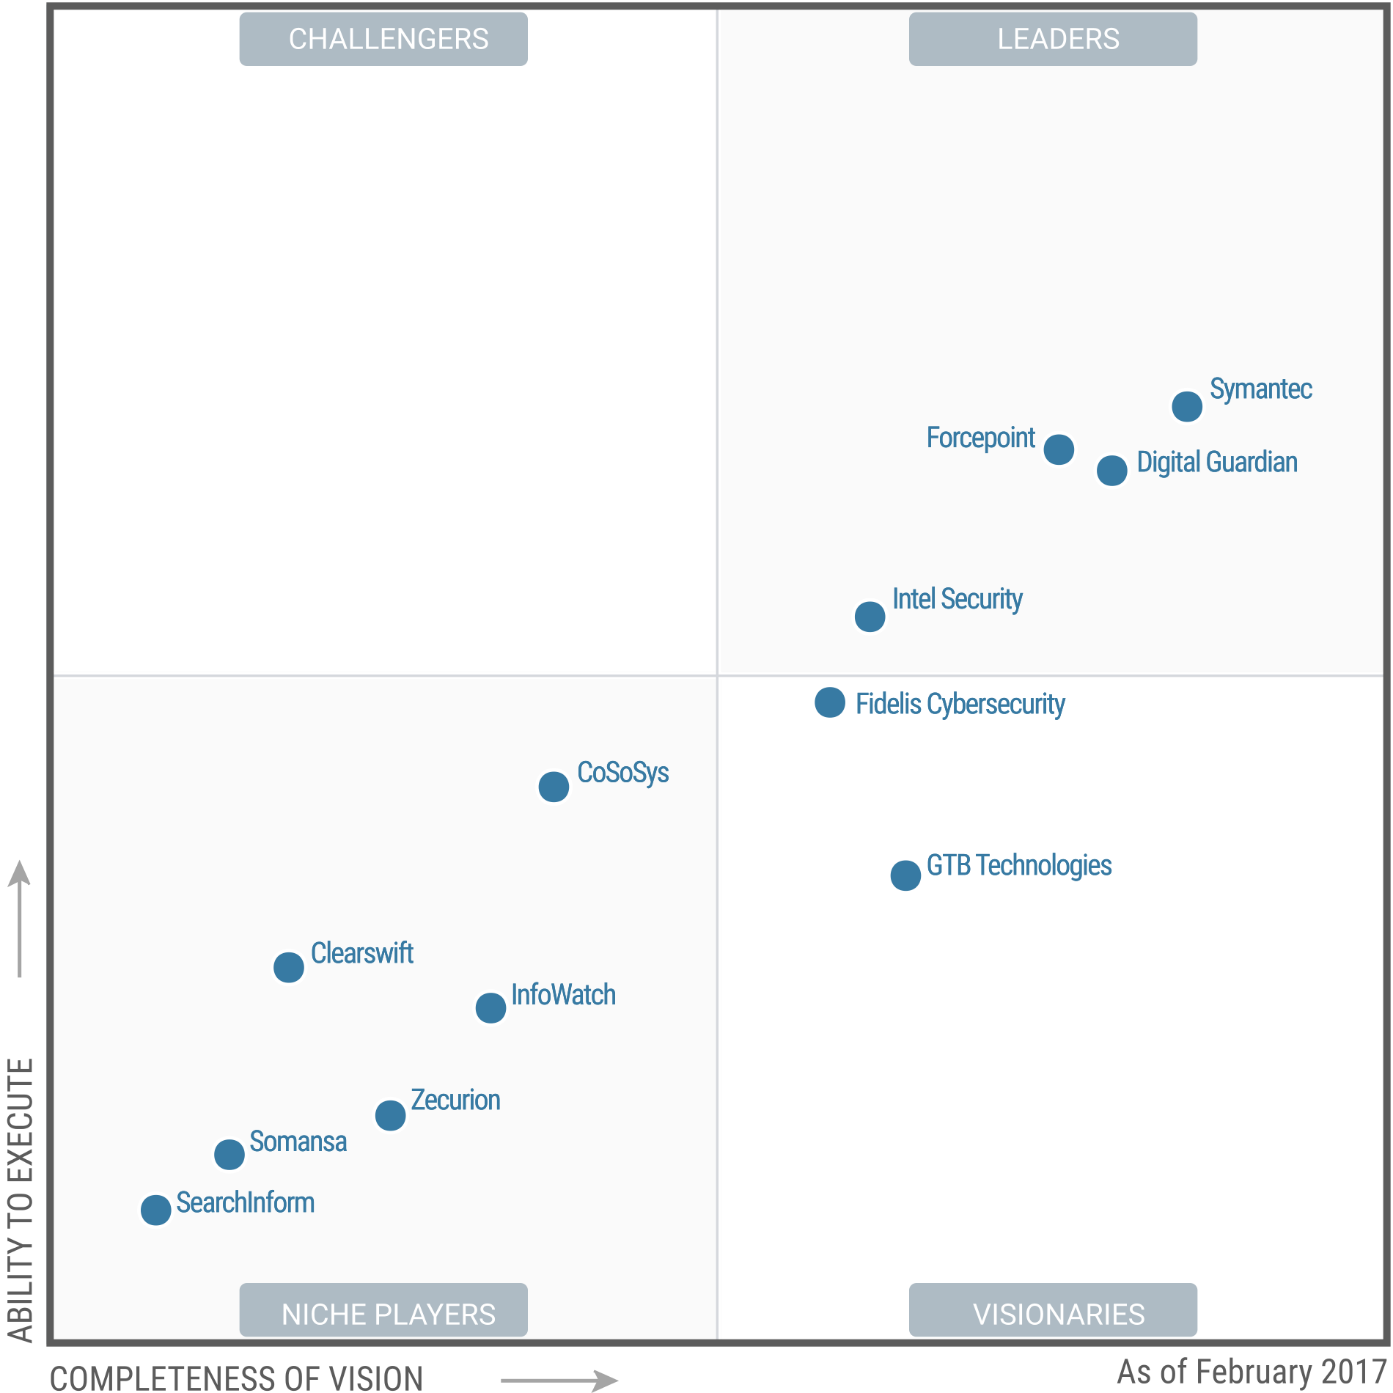 CHALLENGERS
LEADERS
Symantec
Forcepoint
Digital Guardian
Intel Security
Fidelis Cybersecurity
CoSoSys
GTB Technologies
Clearswift
InfoWatch
Zecurion
Somansa
SearchInform
NICHE PLAYERS
VISIONARIES
ABILITY TO EXECUTE
COMPLETENESS OF VISION
As of February 2017